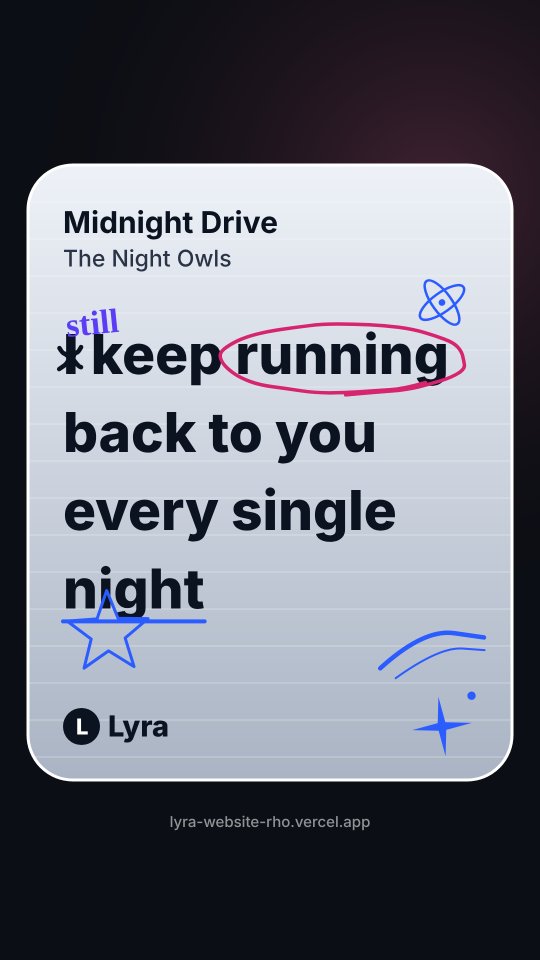 Midnight Drive
The Night Owls
still
I keep running
back to you
every single
night
L Lyra
lyra-website-rho.vercel.app